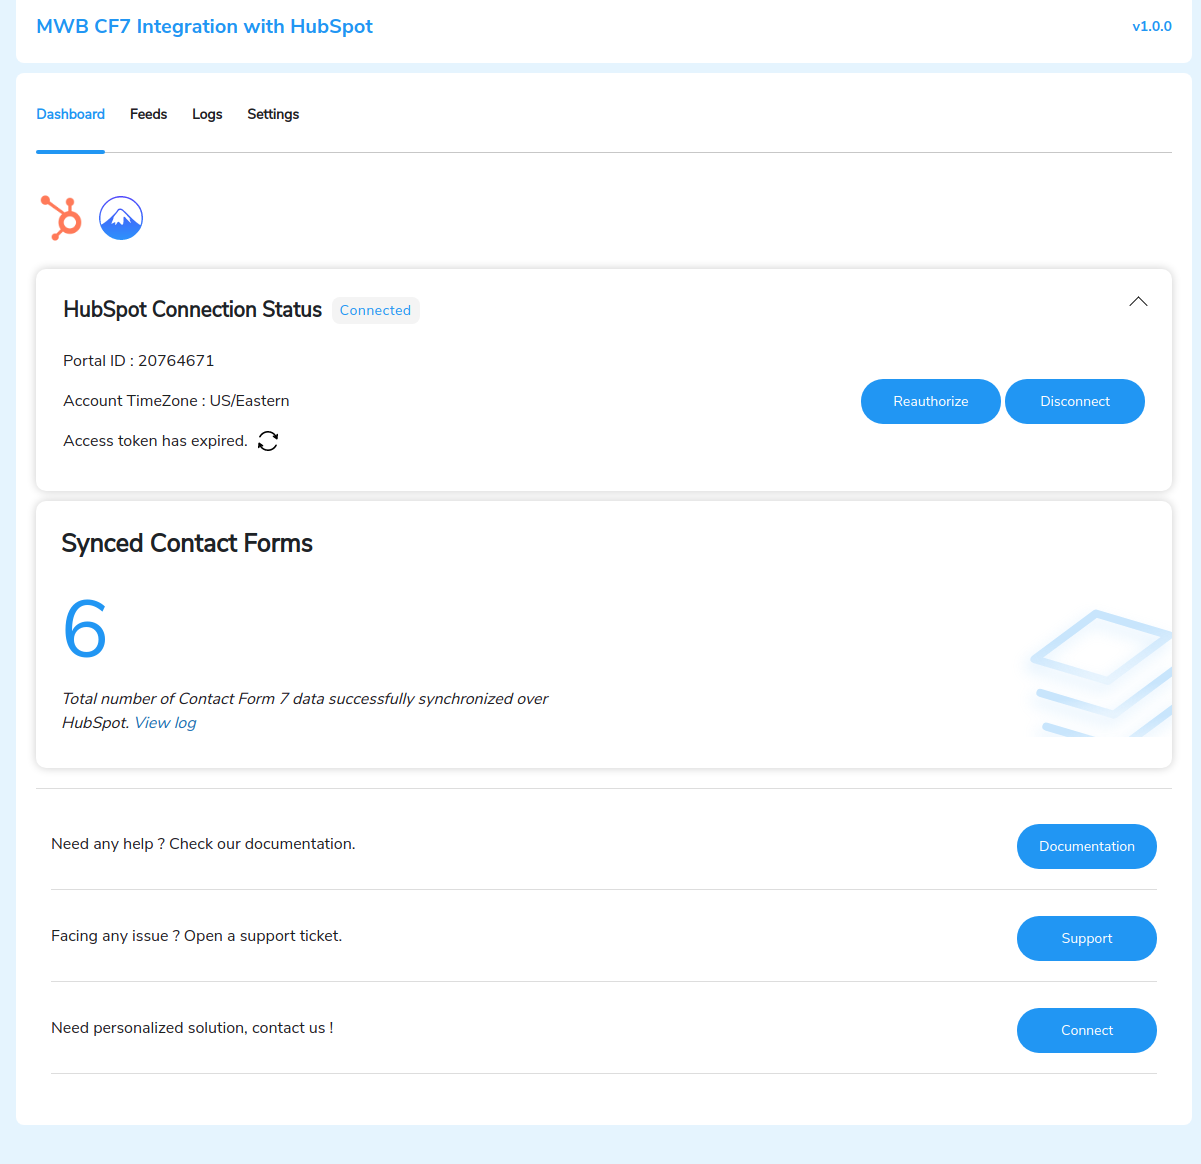 MWB CF7 Integration with HubSpot
v1.0.0
Dashboard Feeds Logs Settings
HubSpot Connection Status Connected
Portal ID : 20764671
Account TimeZone : US/Eastern
Reauthorize Disconnect
Access token has expired.
Synced Contact Forms
6
Total number of Contact Form 7 data successfully synchronized over
HubSpot. View log
Need any help ? Check our documentation.
Documentation
Facing any issue ? Open a support ticket.
Support
Need personalized solution, contact us !
Connect